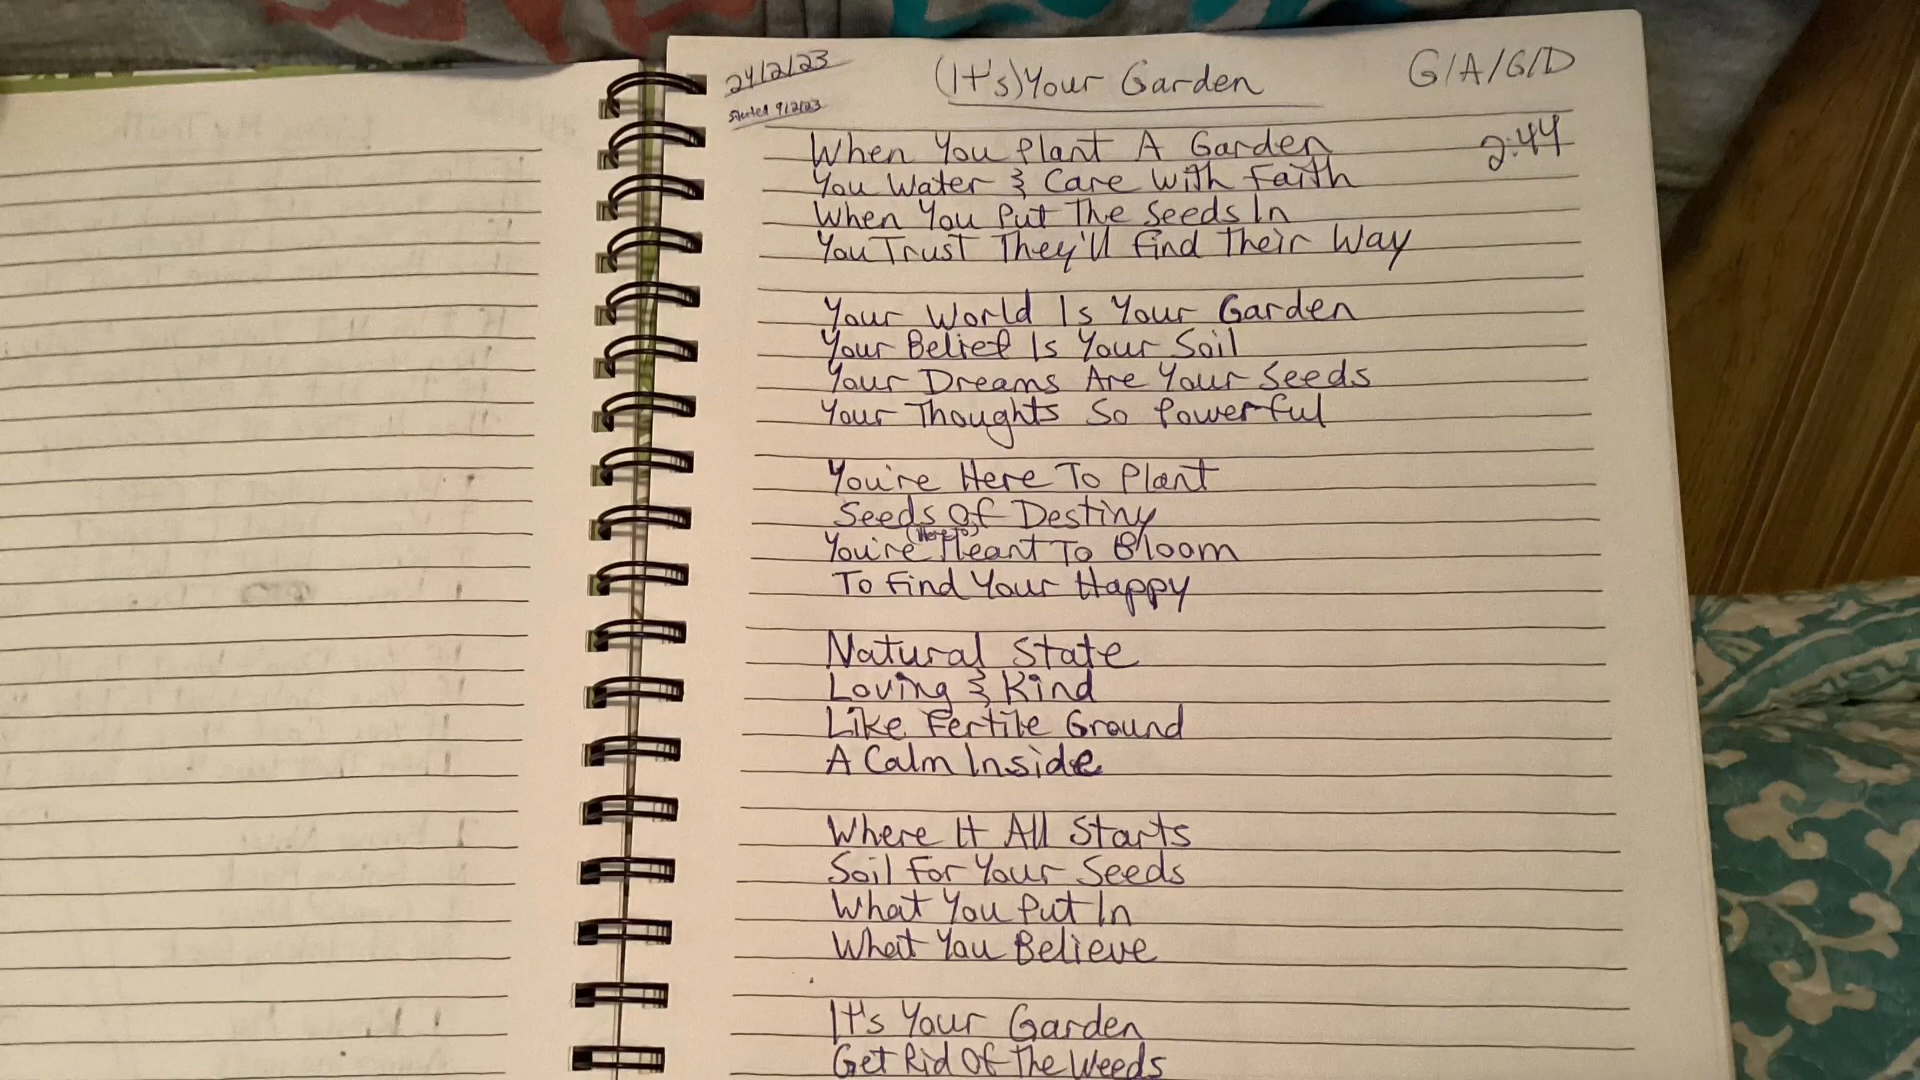 24/2/23
Started 9/2/23
(It's) Your Garden
G/A/G/D
2:44
When You Plant A Garden
You Water & Care With Faith
When You Put The Seeds In
You Trust They'll Find Their Way
Your World Is Your Garden
Your Belief Is Your Soil
Your Dreams Are Your Seeds
Your Thoughts So Powerful
You're Here To Plant
Seeds Of Destiny
(Here To)
You're Meant To Bloom
To Find Your Happy
Natural State
Loving & Kind
Like Fertile Ground
A Calm Inside
Where It All Starts
Soil For Your Seeds
What You Put In
What You Believe
It's Your Garden
Get Rid Of The Weeds